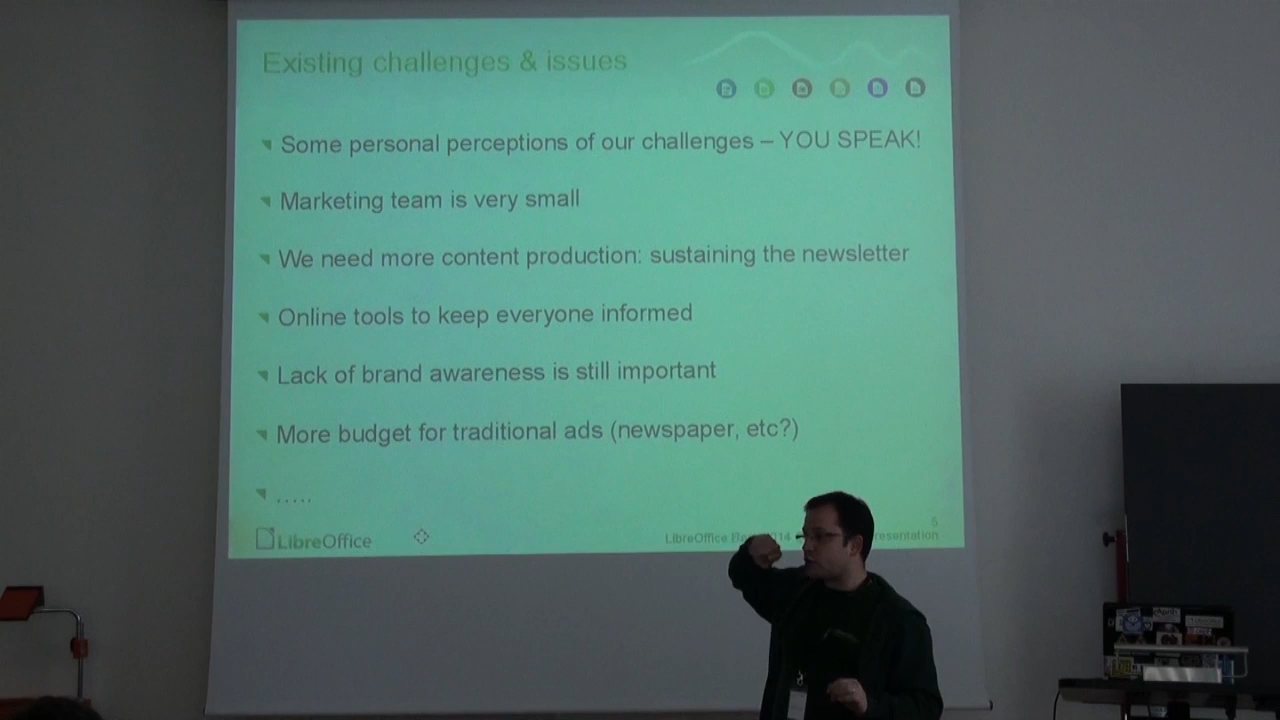 Existing challenges & issues
Some personal perceptions of our challenges – YOU SPEAK!
Marketing team is very small
We need more content production: sustaining the newsletter
Online tools to keep everyone informed
Lack of brand awareness is still important
More budget for traditional ads (newspaper, etc?)
.....
LibreOffice
LibreOffice